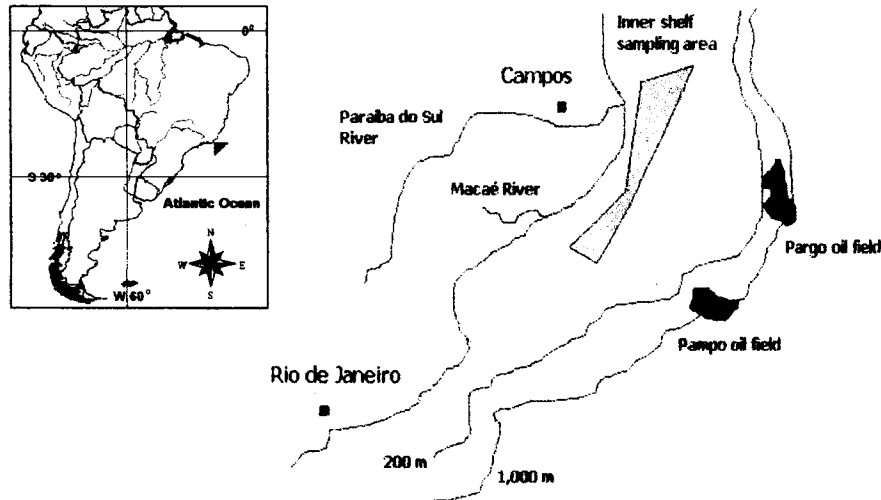 0°
S 30°
Atlantic Ocean
N
W
E
S
W 60°
Inner shelf
sampling area
Campos
Paraiba do Sul
River
Macaé River
Pargo oil field
Pampo oil field
Rio de Janeiro
200 m
1,000 m